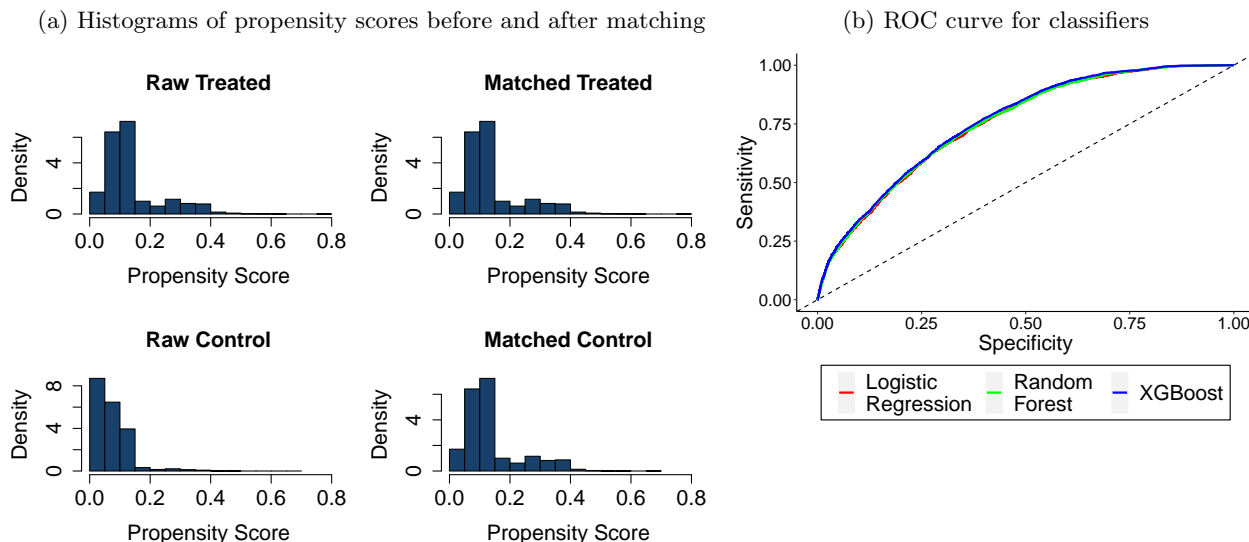 (a) Histograms of propensity scores before and after matching
Raw Treated
Density
0 4
0.0 0.2 0.4 0.6 0.8
Propensity Score
Matched Treated
Density
0 4
0.0 0.2 0.4 0.6 0.8
Propensity Score
Raw Control
Density
0 4 8
0.0 0.2 0.4 0.6 0.8
Propensity Score
Matched Control
Density
0 4
0.0 0.2 0.4 0.6 0.8
Propensity Score
(b) ROC curve for classifiers
Sensitivity
1.00
0.75
0.50
0.25
0.00
0.00 0.25 0.50 0.75 1.00
Specificity
Logistic
Regression
Random
Forest
XGBoost